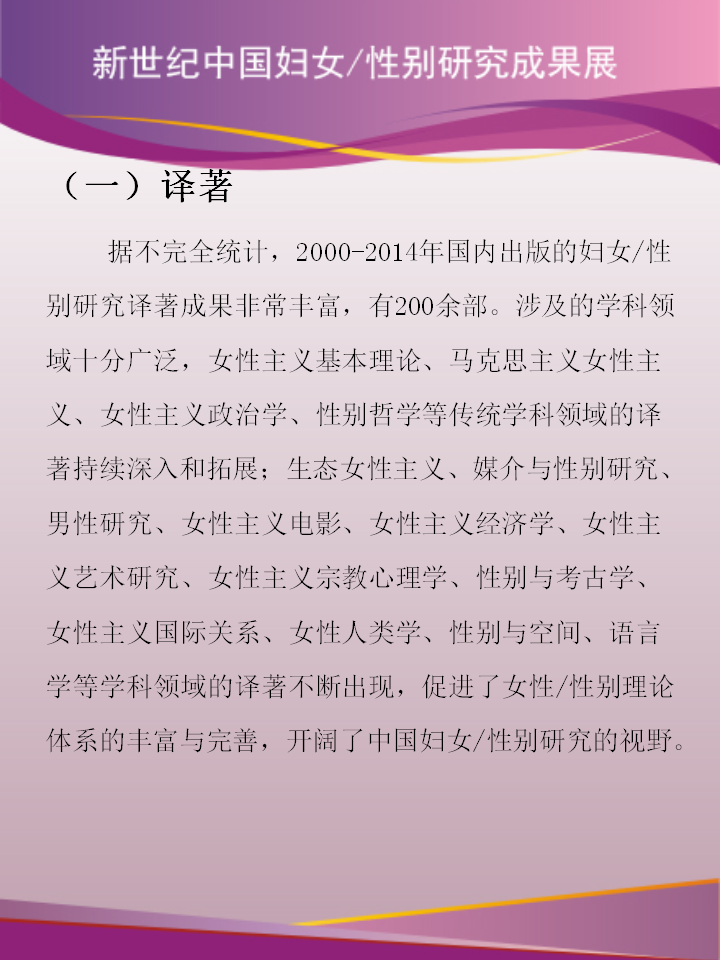 新世纪中国妇女/性别研究成果展
（一）译著
据不完全统计，2000-2014年国内出版的妇女/性
别研究译著成果非常丰富，有200余部。涉及的学科领
域十分广泛，女性主义基本理论、马克思主义女性主
义、女性主义政治学、性别哲学等传统学科领域的译
著持续深入和拓展；生态女性主义、媒介与性别研究、
男性研究、女性主义电影、女性主义经济学、女性主
义艺术研究、女性主义宗教心理学、性别与考古学、
女性主义国际关系、女性人类学、性别与空间、语言
学等学科领域的译著不断出现，促进了女性/性别理论
体系的丰富与完善，开阔了中国妇女/性别研究的视野。